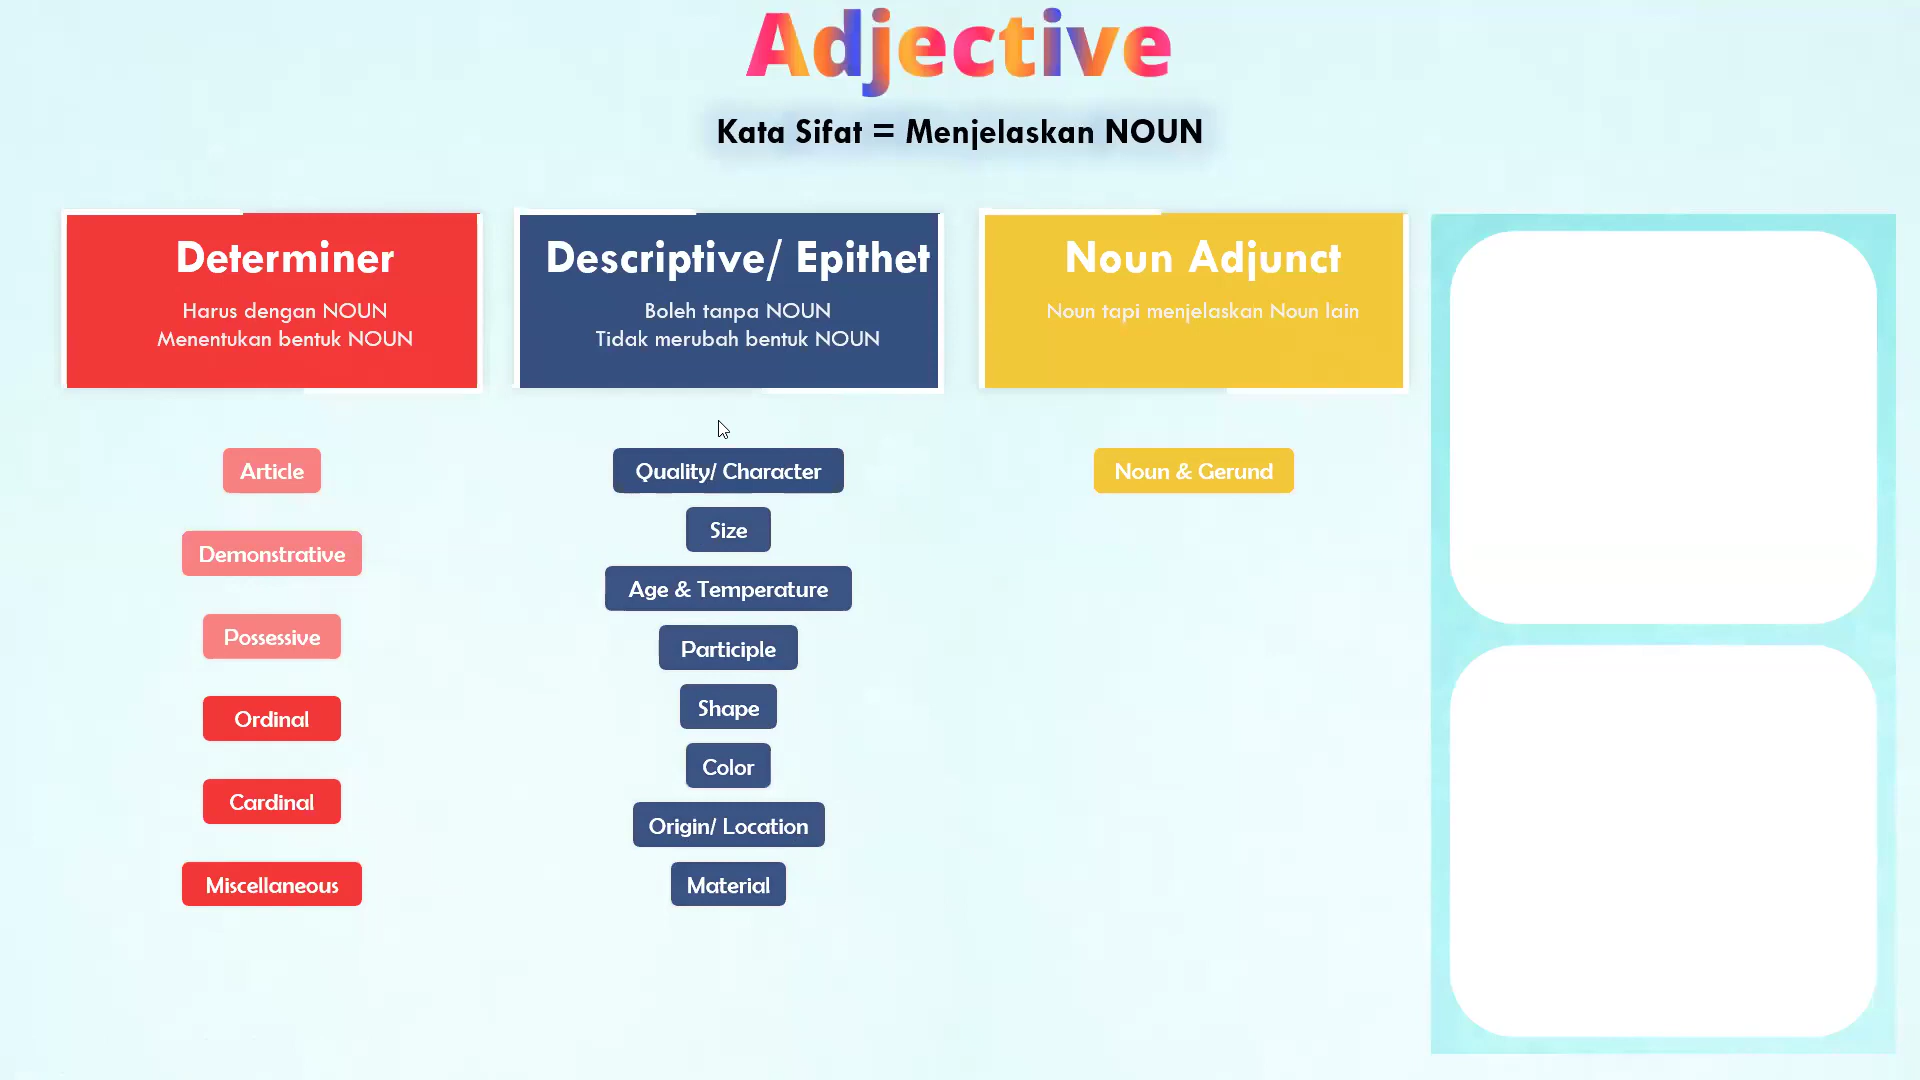 Adjective
Kata Sifat = Menjelaskan NOUN
Determiner
Harus dengan NOUN
Menentukan bentuk NOUN
Article
Demonstrative
Possessive
Ordinal
Cardinal
Miscellaneous
Descriptive/ Epithet
Boleh tanpa NOUN
Tidak merubah bentuk NOUN
Quality/ Character
Size
Age & Temperature
Participle
Shape
Color
Origin/ Location
Material
Noun Adjunct
Noun tapi menjelaskan Noun lain
Noun & Gerund